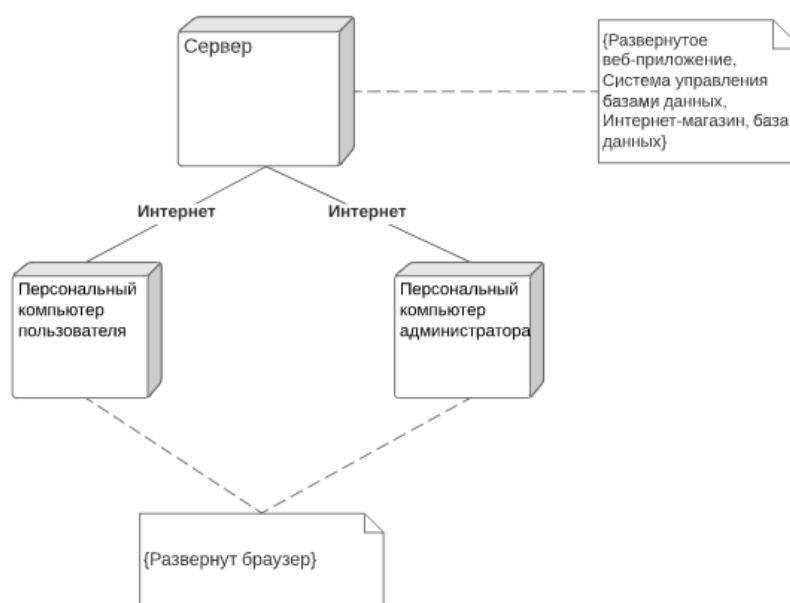 Сервер
{Развернутое
веб-приложение,
Система управления
базами данных,
Интернет-магазин, база
данных}
Интернет
Интернет
Персональный
компьютер
пользователя
Персональный
компьютер
администратора
{Развернут браузер}